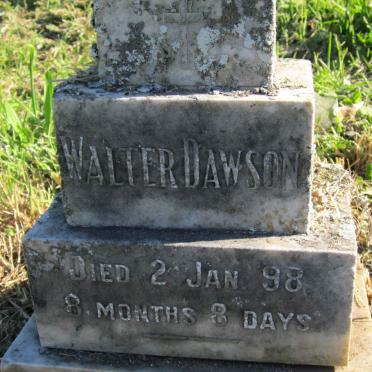 WALTER DAWSON
DIED 2 JAN 98
8 MONTHS 8 DAYS